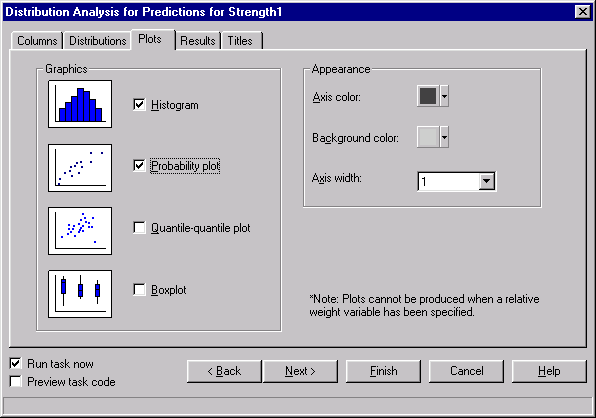 Distribution Analysis for Predictions for Strength1
Columns Distributions Plots Results Titles
Graphics
Histogram
Probability plot
Quantile-quantile plot
Boxplot
Appearance
Axis color:
Background color:
Axis width:
1
*Note: Plots cannot be produced when a relative
weight variable has been specified.
Run task now
Preview task code
< Back
Next >
Finish
Cancel
Help